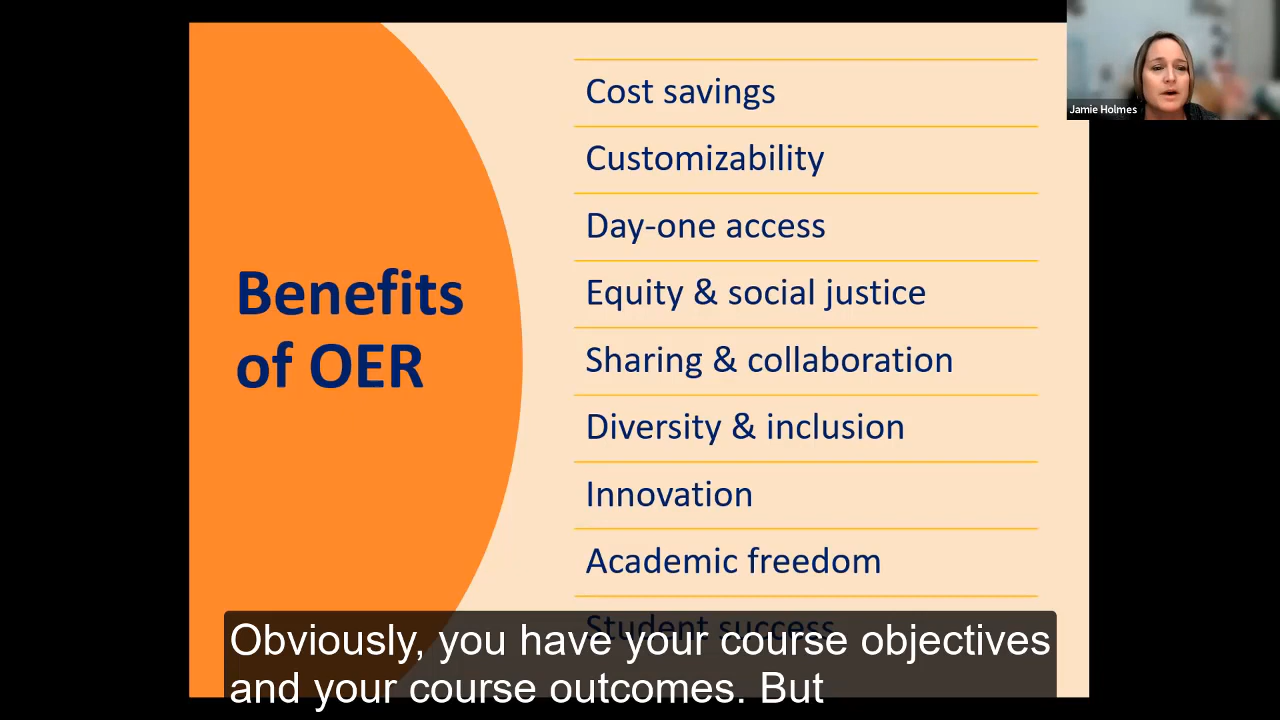 Jamie Holmes
Benefits
of OER
Cost savings
Customizability
Day-one access
Equity & social justice
Sharing & collaboration
Diversity & inclusion
Innovation
Academic freedom
Student success
Obviously, you have your course objectives
and your course outcomes. But